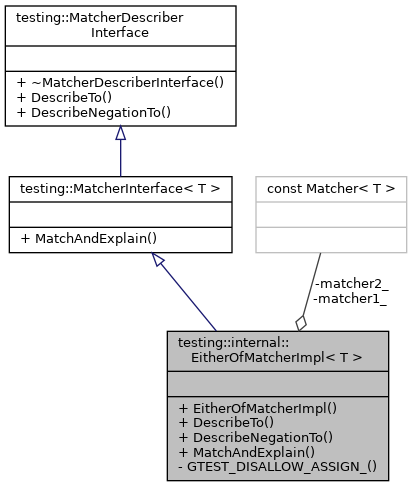 testing::MatcherDescriber
Interface
+ ~MatcherDescriberInterface()
+ DescribeTo()
+ DescribeNegationTo()
testing::MatcherInterface< T >
+ MatchAndExplain()
const Matcher< T >
-matcher2_
-matcher1_
testing::internal::
EitherOfMatcherImpl< T >
+ EitherOfMatcherImpl()
+ DescribeTo()
+ DescribeNegationTo()
+ MatchAndExplain()
- GTEST_DISALLOW_ASSIGN_()